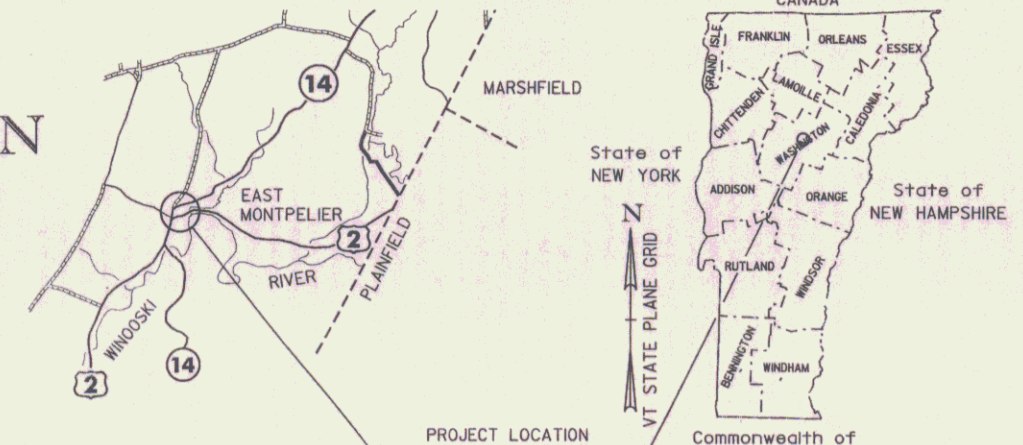 CANADA
FRANKLIN
ORLEANS
ESSEX
GRAND ISLE
LAMOILLE
CHITTENDEN
CALEDONIA
WASHINGTON
ADDISON
ORANGE
RUTLAND
WINDSOR
BENNINGTON
WINDHAM
State of
NEW YORK
State of
NEW HAMPSHIRE
Commonwealth of
N
VT STATE PLANE GRID
N
14
MARSHFIELD
EAST
MONTPELIER
2
PLAINFIELD
RIVER
WINOOSKI
14
2
PROJECT LOCATION